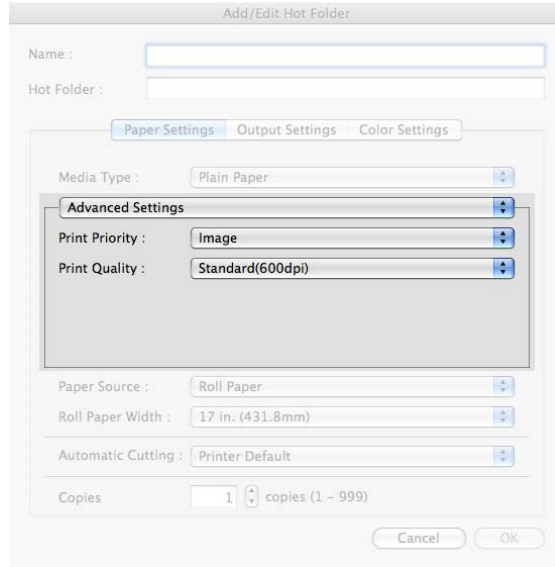 Add/Edit Hot Folder
Name :
Hot Folder :
Paper Settings Output Settings Color Settings
Media Type : Plain Paper
Advanced Settings
Print Priority : Image
Print Quality : Standard(600dpi)
Paper Source : Roll Paper
Roll Paper Width : 17 in. (431.8mm)
Automatic Cutting : Printer Default
Copies 1 copies (1 – 999)
Cancel OK